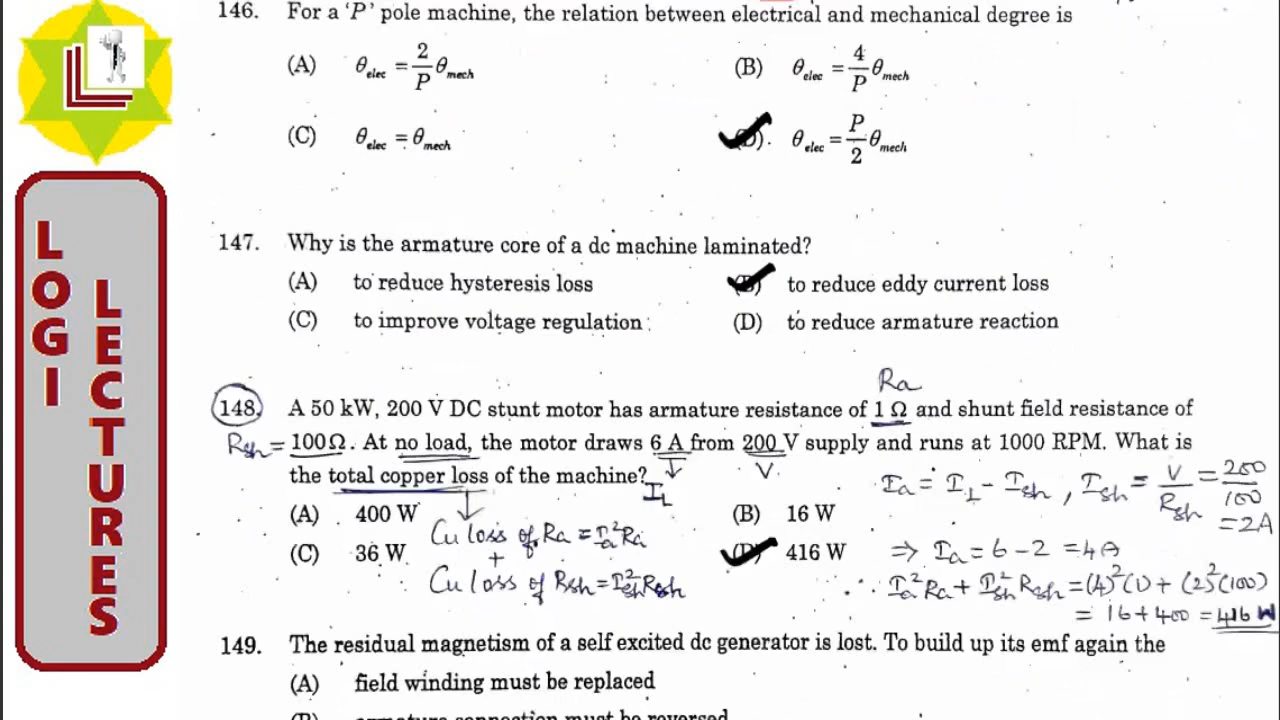 LOGI
LECTURES
146. For a 'P' pole machine, the relation between electrical and mechanical degree is
(A) θelec = 2/P θmech (B) θelec = 4/P θmech
(C) θelec = θmech (D) θelec = P/2 θmech
147. Why is the armature core of a dc machine laminated?
(A) to reduce hysteresis loss (B) to reduce eddy current loss
(C) to improve voltage regulation (D) to reduce armature reaction
Ra
148. A 50 kW, 200 V DC stunt motor has armature resistance of 1 Ω and shunt field resistance of
Rsh = 100 Ω. At no load, the motor draws 6 A from 200 V supply and runs at 1000 RPM. What is
the total copper loss of the machine? IL V Ia = IL - Ish, Ish = V/Rsh = 200/100
= 2A
(A) 400 W (B) 16 W
Cu loss of Ra = Ia²Ra
(C) 36 W (D) 416 W ⇒ Ia = 6 - 2 = 4A
+
Cu loss of Rsh = Ish²Rsh ∴ Ia²Ra + Ish²Rsh = (4)²(1) + (2)²(100)
= 16 + 400 = 416 W
149. The residual magnetism of a self excited dc generator is lost. To build up its emf again the
(A) field winding must be replaced
(B) armature connection must be reversed